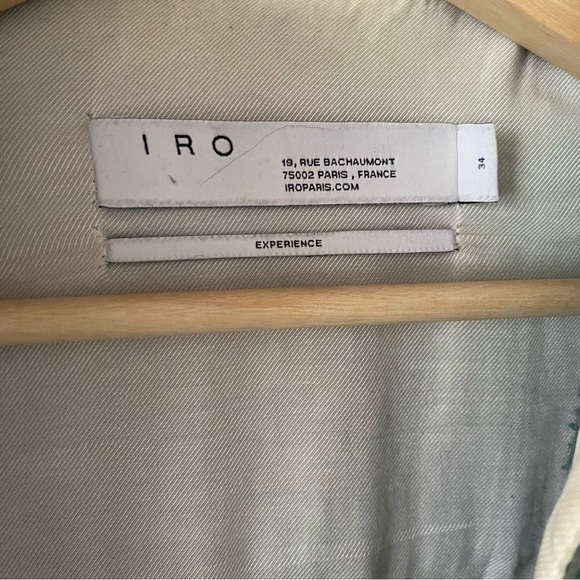 IRO
19, RUE BACHAUMONT
75002 PARIS , FRANCE
IROPARIS.COM
34
EXPERIENCE